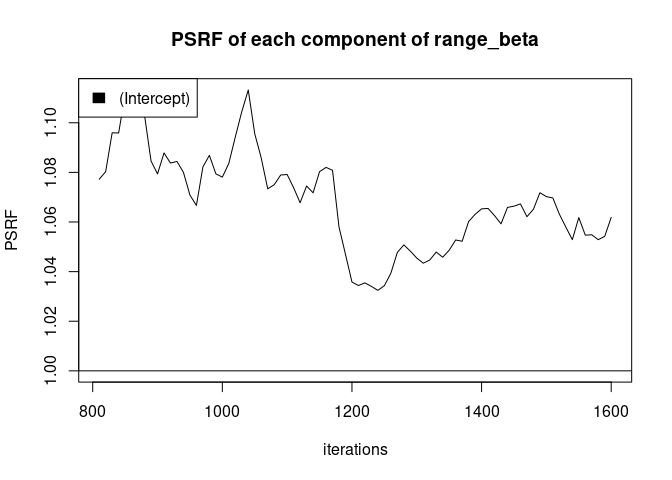 PSRF of each component of range_beta
(Intercept)
PSRF
1.10
1.08
1.06
1.04
1.02
1.00
800 1000 1200 1400 1600
iterations